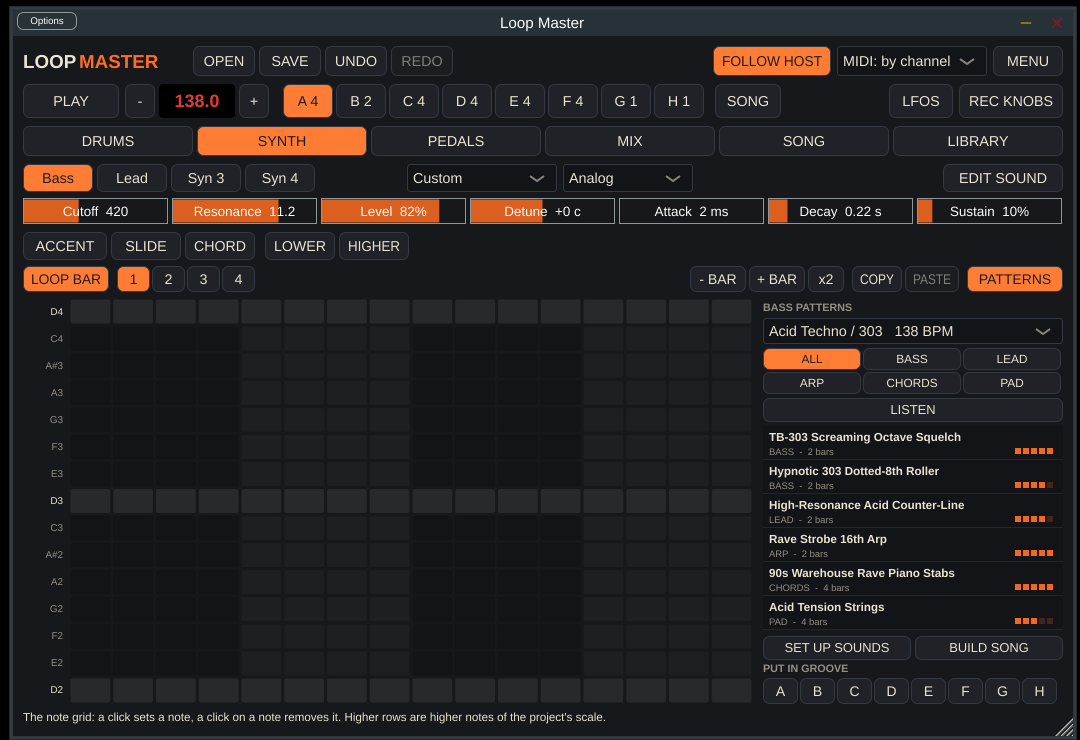 Options
Loop Master
LOOPMASTER OPEN SAVE UNDO REDO FOLLOW HOST MIDI: by channel MENU
PLAY - 138.0 + A 4 B 2 C 4 D 4 E 4 F 4 G 1 H 1 SONG LFOS REC KNOBS
DRUMS SYNTH PEDALS MIX SONG LIBRARY
Bass Lead Syn 3 Syn 4 Custom Analog EDIT SOUND
Cutoff 420 Resonance 11.2 Level 82% Detune +0 c Attack 2 ms Decay 0.22 s Sustain 10%
ACCENT SLIDE CHORD LOWER HIGHER
LOOP BAR 1 2 3 4 - BAR + BAR x2 COPY PASTE PATTERNS
D4
C4
A#3
A3
G3
F3
E3
D3
C3
A#2
A2
G2
F2
E2
D2
BASS PATTERNS
Acid Techno / 303 138 BPM
ALL BASS LEAD
ARP CHORDS PAD
LISTEN
TB-303 Screaming Octave Squelch
BASS - 2 bars
Hypnotic 303 Dotted-8th Roller
BASS - 2 bars
High-Resonance Acid Counter-Line
LEAD - 2 bars
Rave Strobe 16th Arp
ARP - 2 bars
90s Warehouse Rave Piano Stabs
CHORDS - 4 bars
Acid Tension Strings
PAD - 4 bars
SET UP SOUNDS BUILD SONG
PUT IN GROOVE
A B C D E F G H
The note grid: a click sets a note, a click on a note removes it. Higher rows are higher notes of the project's scale.